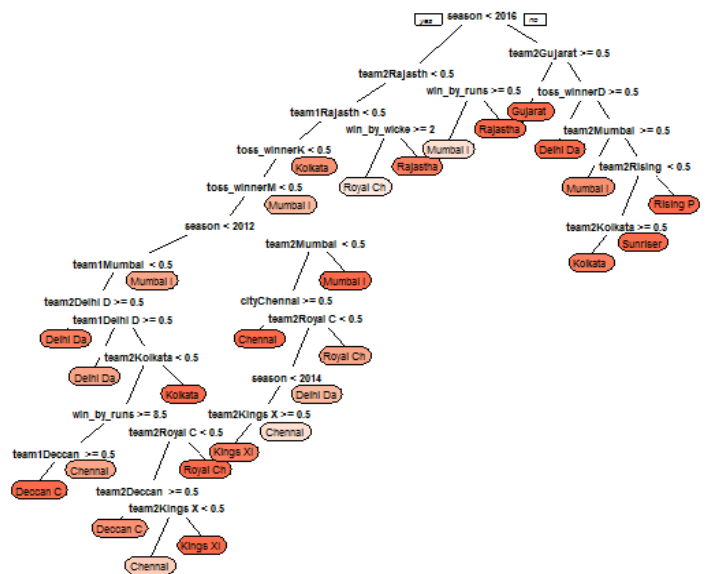 yes season < 2016 no
team2Gujarat >= 0.5
team2Rajasth < 0.5
win_by_runs >= 0.5 toss_winnerD >= 0.5
team1Rajasth < 0.5 Gujarat
win_by_wicke >= 2 Rajastha team2Mumbai >= 0.5
toss_winnerK < 0.5 Mumbai I Delhi Da
Kolkata Rajastha team2Rising < 0.5
toss_winnerM < 0.5 Royal Ch Mumbai I
Mumbai I Rising P
season < 2012 team2Kolkata >= 0.5
team2Mumbai < 0.5 Sunriser
team1Mumbai < 0.5 Kolkata
Mumbai I Mumbai I
team2Delhi D >= 0.5 cityChennai >= 0.5
team1Delhi D >= 0.5 team2Royal C < 0.5
Delhi Da Chennai
team2Kolkata < 0.5 Royal Ch
Delhi Da season < 2014
Kolkata Delhi Da
win_by_runs >= 8.5 team2Kings X >= 0.5
team2Royal C < 0.5 Chennai
team1Deccan >= 0.5 Kings XI
Chennai Royal Ch
Deccan C
team2Deccan >= 0.5
team2Kings X < 0.5
Deccan C
Kings XI
Chennai